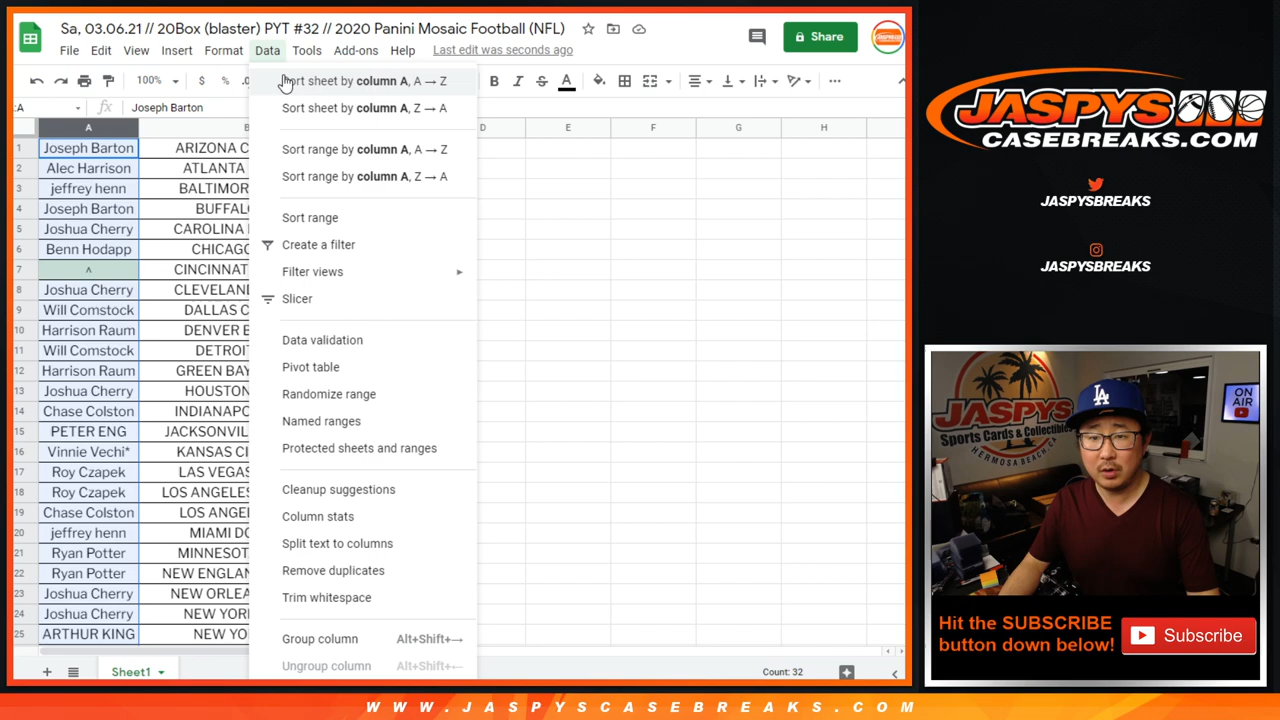 Sa, 03.06.21 // 20Box (blaster) PYT #32 // 2020 Panini Mosaic Football (NFL)
File Edit View Insert Format Data Tools Add-ons Help Last edit was seconds ago
Share
100% $ % .0 B I S A
:A fx Joseph Barton
A D E F G H
1 Joseph Barton ARIZONA C
2 Alec Harrison ATLANTA
3 jeffrey henn BALTIMOR
4 Joseph Barton BUFFAL
5 Joshua Cherry CAROLINA
6 Benn Hodapp CHICAGO
7 ^ CINCINNAT
8 Joshua Cherry CLEVELAN
9 Will Comstock DALLAS C
10 Harrison Raum DENVER B
11 Will Comstock DETROI
12 Harrison Raum GREEN BAY
13 Joshua Cherry HOUSTON
14 Chase Colston INDIANAPO
15 PETER ENG JACKSONVIL
16 Vinnie Vechi* KANSAS CI
17 Roy Czapek LAS VEGAS
18 Roy Czapek LOS ANGELES
19 Chase Colston LOS ANGEL
20 jeffrey henn MIAMI DO
21 Ryan Potter MINNESOT
22 Ryan Potter NEW ENGLAN
23 Joshua Cherry NEW ORLEA
24 Joshua Cherry NEW YOR
25 ARTHUR KING NEW YO
Sort sheet by column A, A → Z
Sort sheet by column A, Z → A
Sort range by column A, A → Z
Sort range by column A, Z → A
Sort range
Create a filter
Filter views
Slicer
Data validation
Pivot table
Randomize range
Named ranges
Protected sheets and ranges
Cleanup suggestions
Column stats
Split text to columns
Remove duplicates
Trim whitespace
Group column Alt+Shift+→
Ungroup column Alt+Shift+←
Sheet1
Count: 32
JASPYS
CASEBREAKS.COM
JASPYSBREAKS
JASPYSBREAKS
JASPYS
Sports Cards & Collectibles
HERMOSA BEACH, CA
LA
ON
AIR
Hit the SUBSCRIBE
button down below!
Subscribe
WWW.JASPYSCASEBREAKS.COM